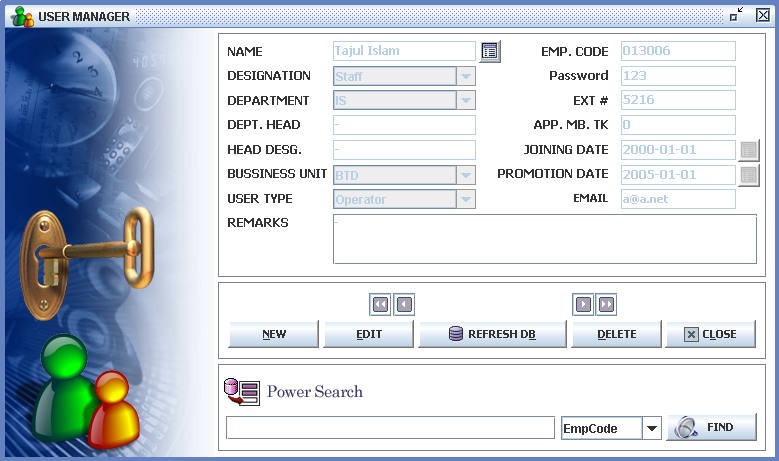 USER MANAGER
NAME Tajul Islam EMP. CODE 013006
DESIGNATION Staff Password 123
DEPARTMENT IS EXT # 5216
DEPT. HEAD - APP. MB. TK 0
HEAD DESG. - JOINING DATE 2000-01-01
BUSSINESS UNIT BTD PROMOTION DATE 2005-01-01
USER TYPE Operator EMAIL a@a.net
REMARKS -
NEW EDIT REFRESH DB DELETE CLOSE
Power Search
EmpCode FIND